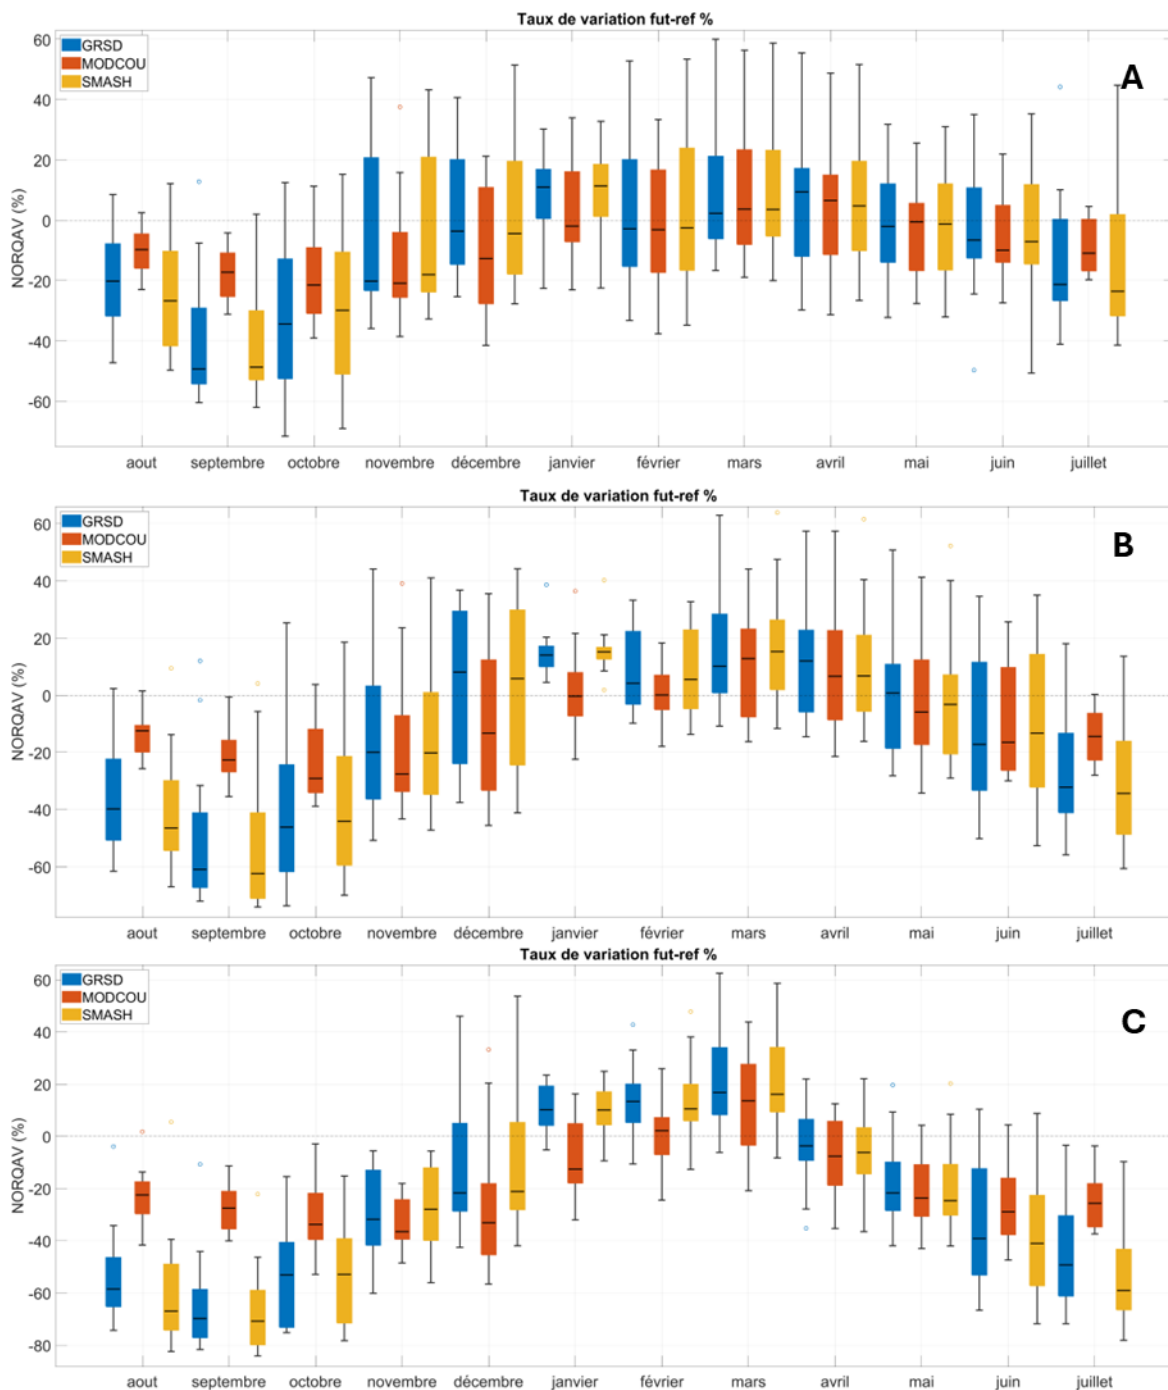 Taux de variation fut-ref %
GRSD
MODCOU
SMASH
A
60
40
20
0
-20
-40
-60
NORQAV (%)
aout septembre octobre novembre décembre janvier février mars avril mai juin juillet
Taux de variation fut-ref %
GRSD
MODCOU
SMASH
B
60
40
20
0
-20
-40
-60
NORQAV (%)
aout septembre octobre novembre décembre janvier février mars avril mai juin juillet
Taux de variation fut-ref %
GRSD
MODCOU
SMASH
C
60
40
20
0
-20
-40
-60
-80
NORQAV (%)
aout septembre octobre novembre décembre janvier février mars avril mai juin juillet